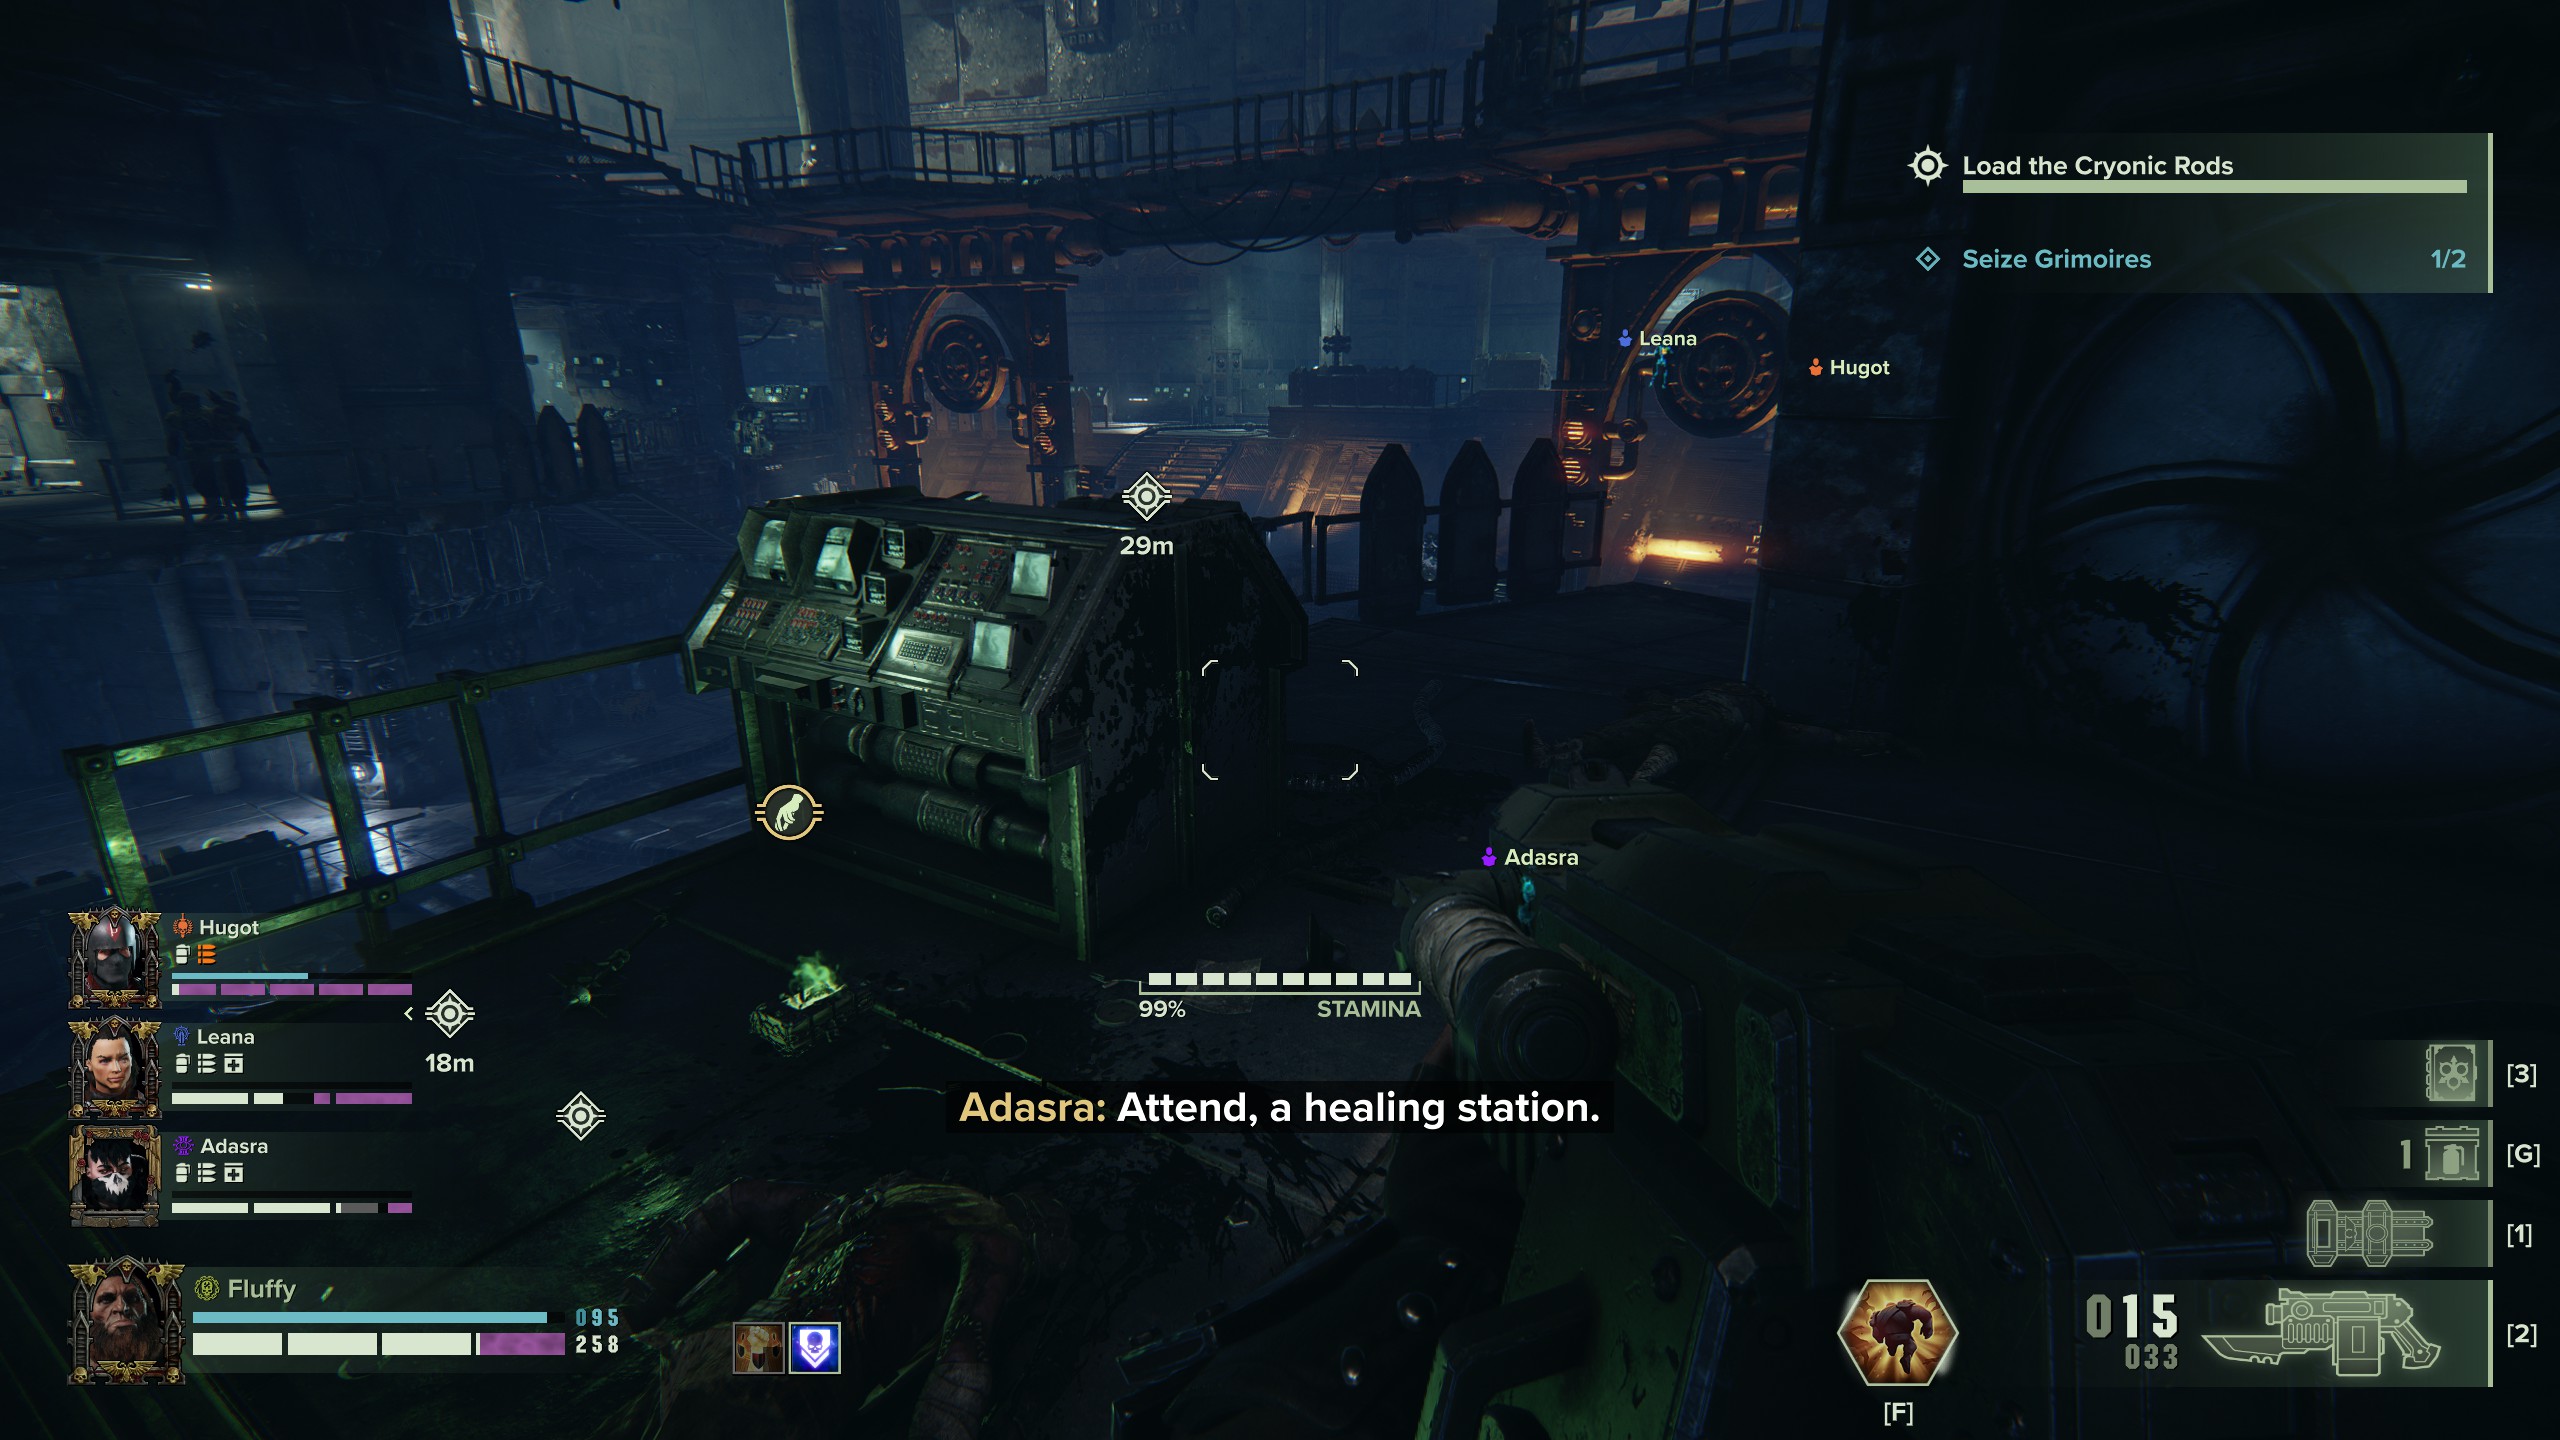 Load the Cryonic Rods
Seize Grimoires 1/2
Leana
Hugot
29m
Adasra
Hugot
Leana
18m
Adasra
99% STAMINA
Adasra: Attend, a healing station.
Fluffy
095
258
[3]
1 [G]
[1]
015
033
[2]
[F]